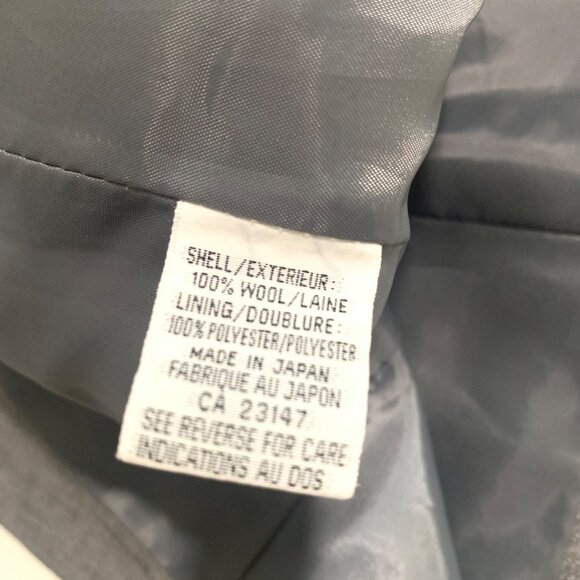 SHELL/EXTERIEUR:
100% WOOL/LAINE
LINING/DOUBLURE:
100% POLYESTER/POLYESTER
MADE IN JAPAN
FABRIQUE AU JAPON
CA 23147
SEE REVERSE FOR CARE
INDICATIONS AU DOS